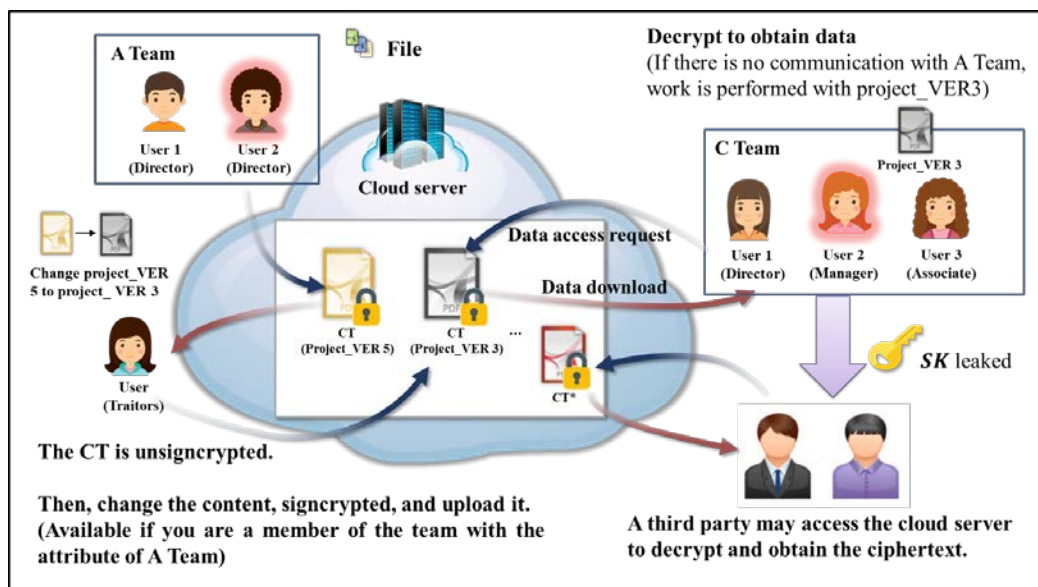 A Team
User 1
(Director)
User 2
(Director)
File
Cloud server
Decrypt to obtain data
(If there is no communication with A Team,
work is performed with project_VER3)
C Team
Project_VER 3
User 1
(Director)
User 2
(Manager)
User 3
(Associate)
Change project_VER
5 to project_ VER 3
User
(Traitors)
Data access request
Data download
PDF
CT
(Project_VER 5)
PDF
CT
(Project_VER 3)
...
CT*
SK leaked
The CT is unsigncrypted.
Then, change the content, signcrypted, and upload it.
(Available if you are a member of the team with the
attribute of A Team)
A third party may access the cloud server
to decrypt and obtain the ciphertext.